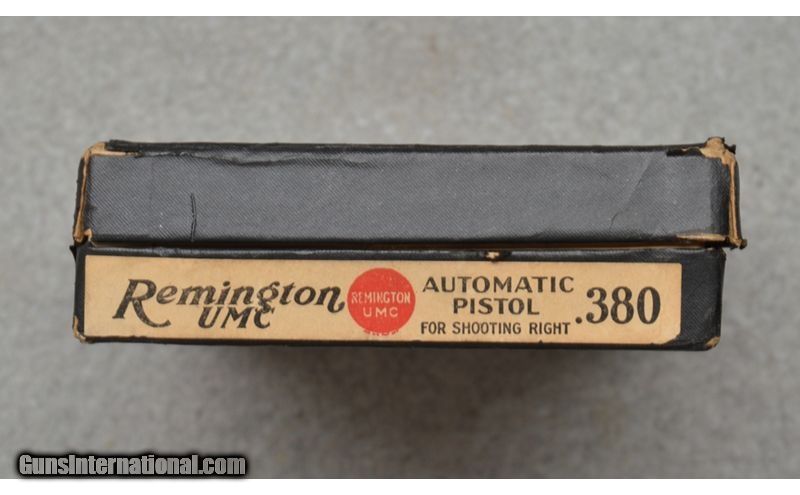 Remington
UMC
REMINGTON
UMC
AUTOMATIC
PISTOL
FOR SHOOTING RIGHT
.380
GunsInternational.com